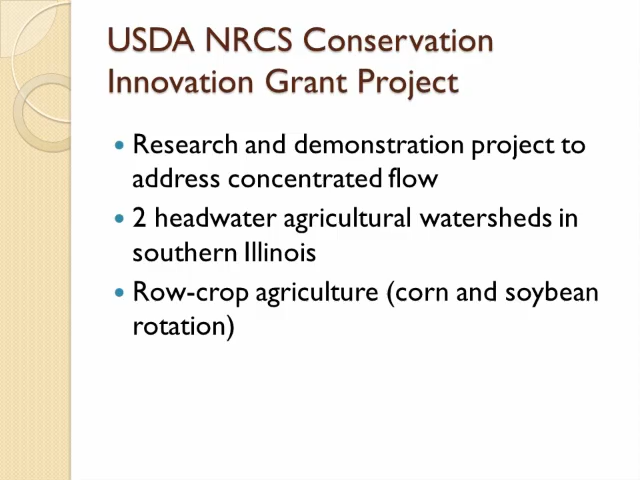 USDA NRCS Conservation
Innovation Grant Project
• Research and demonstration project to
address concentrated flow
• 2 headwater agricultural watersheds in
southern Illinois
• Row-crop agriculture (corn and soybean
rotation)